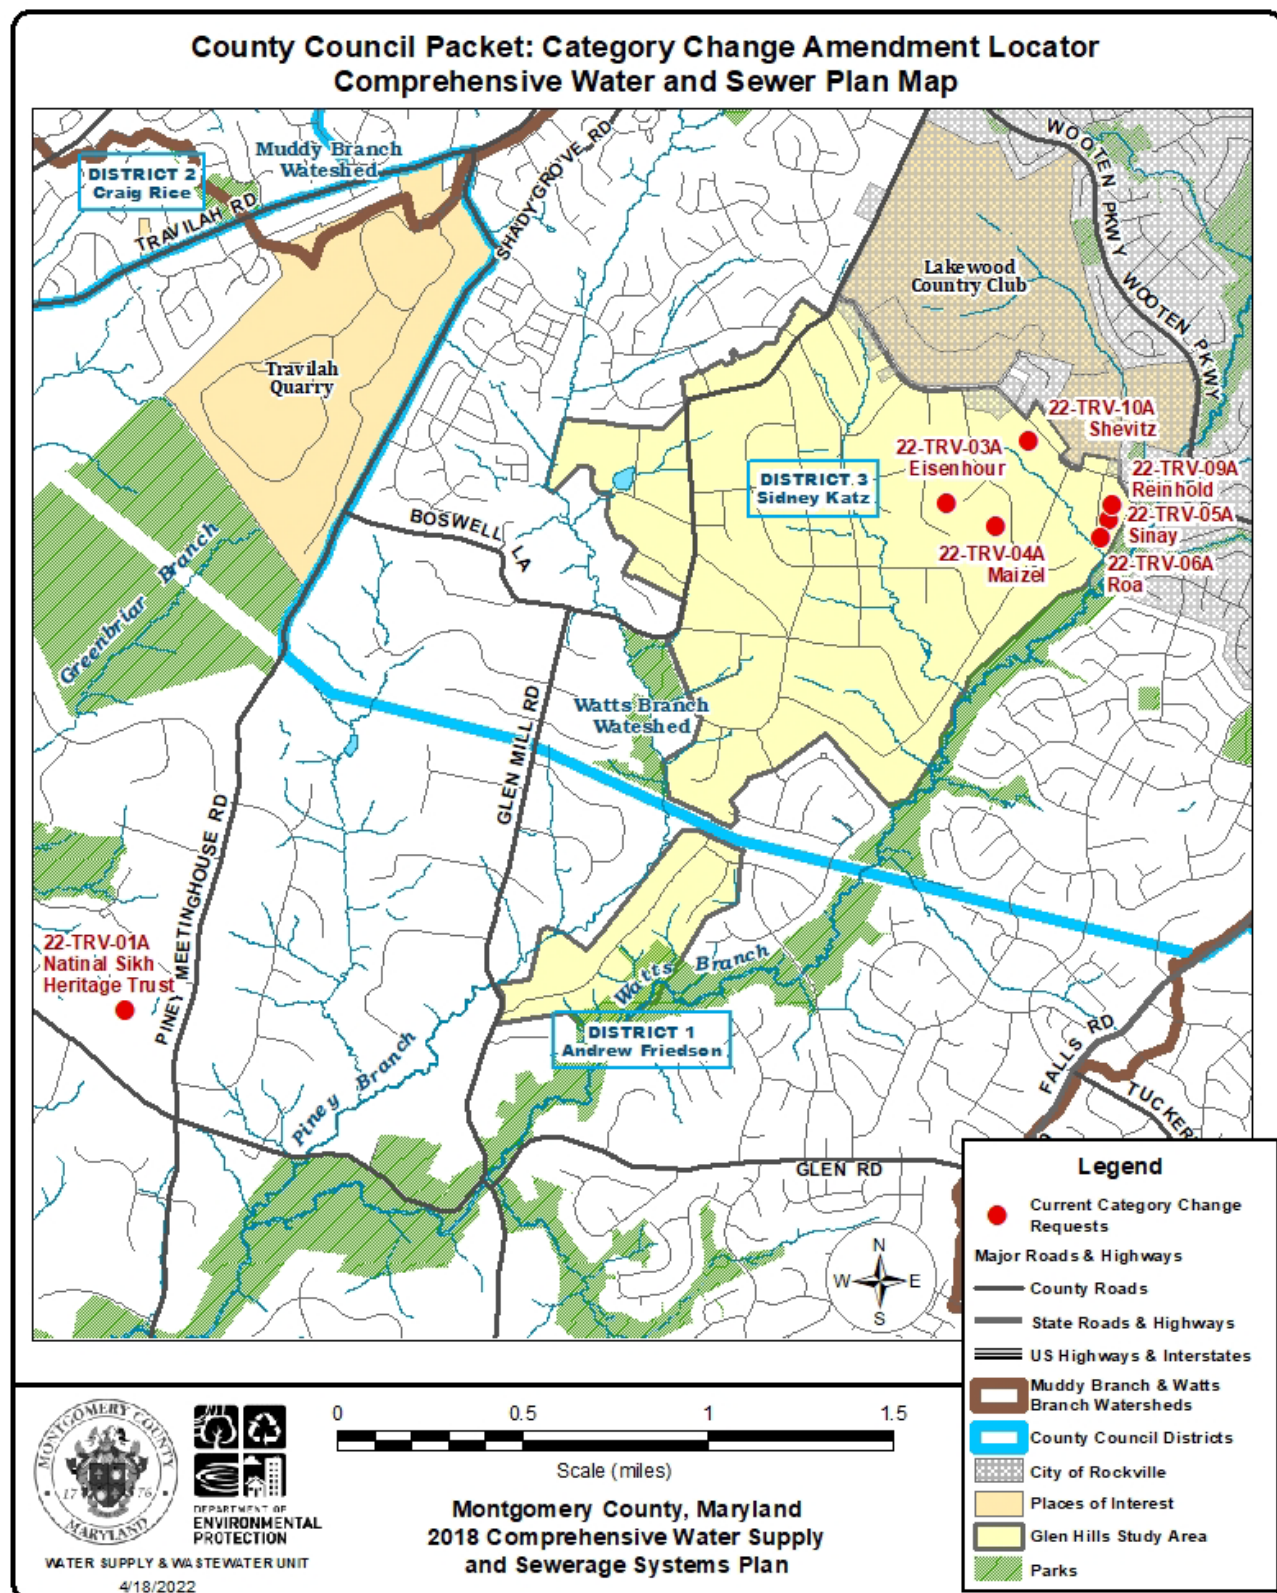 County Council Packet: Category Change Amendment Locator
Comprehensive Water and Sewer Plan Map
Muddy Branch
Wateshed
DISTRICT 2
Craig Rice
TRAVILAH RD
SHADY GROVE RD
WOOTEN PKWY
WOOTEN PKWY
Lakewood
Country Club
Travilah
Quarry
22-TRV-10A
Shevitz
22-TRV-03A
Eisenhour
22-TRV-09A
Reinhold
DISTRICT 3
Sidney Katz
22-TRV-05A
Sinay
22-TRV-04A
Maizel
22-TRV-06A
Roa
BOSWELL LA
Greenbriar Branch
GLEN MILL RD
Watts Branch
Wateshed
PINEY MEETINGHOUSE RD
22-TRV-01A
Natinal Sikh
Heritage Trust
Watts Branch
DISTRICT 1
Andrew Friedson
Piney Branch
FALLS RD
TUCKER
GLEN RD
N
W E
S
Legend
Current Category Change
Requests
Major Roads & Highways
County Roads
State Roads & Highways
US Highways & Interstates
Muddy Branch & Watts
Branch Watersheds
County Council Districts
City of Rockville
Places of Interest
Glen Hills Study Area
Parks
MONTGOMERY COUNTY
17 76
MARYLAND
DEPARTMENT OF
ENVIRONMENTAL
PROTECTION
WATER SUPPLY & WASTEWATER UNIT
4/18/2022
0 0.5 1 1.5
Scale (miles)
Montgomery County, Maryland
2018 Comprehensive Water Supply
and Sewerage Systems Plan